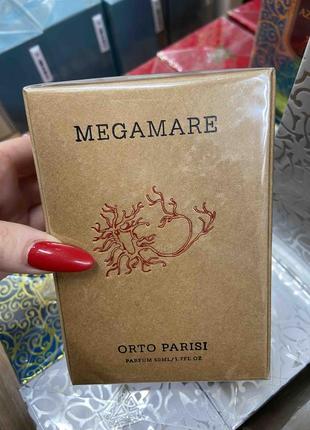 MEGAMARE
ORTO PARISI
PARFUM 50ML/1.7FL OZ